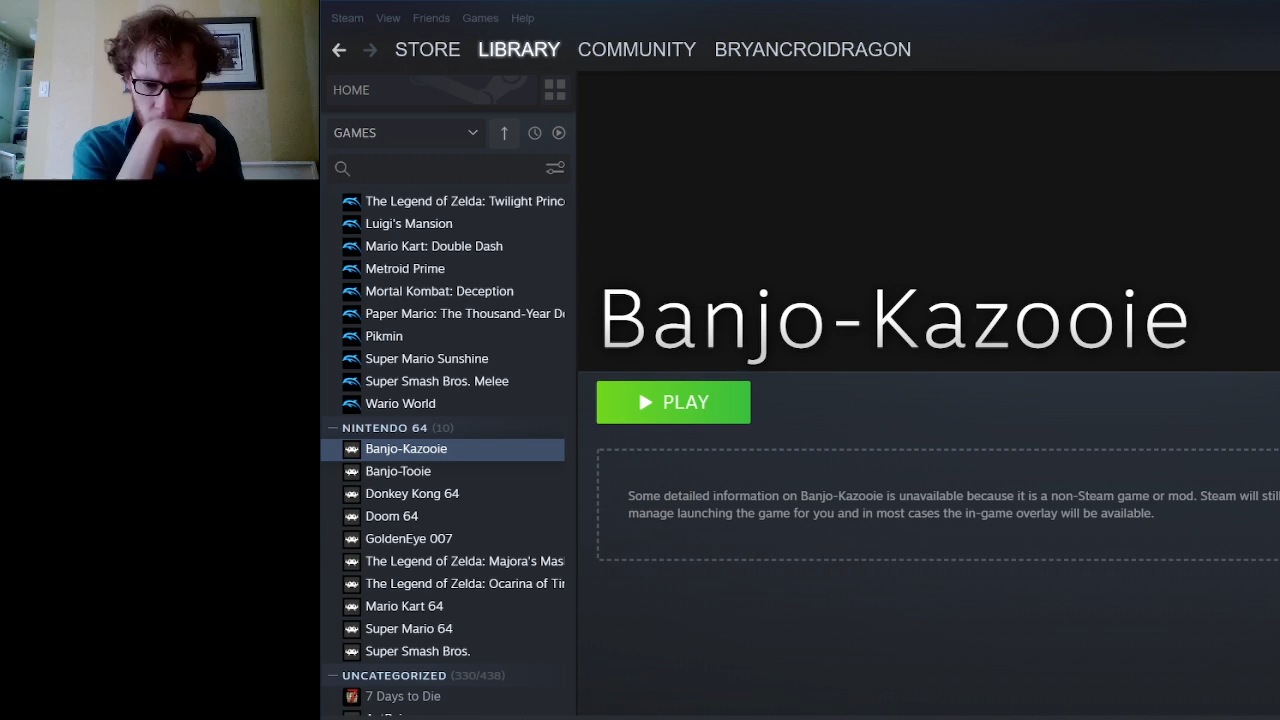 Steam View Friends Games Help
STORE LIBRARY COMMUNITY BRYANCROIDRAGON
HOME
GAMES
The Legend of Zelda: Twilight Princ
Luigi's Mansion
Mario Kart: Double Dash
Metroid Prime
Mortal Kombat: Deception
Paper Mario: The Thousand-Year Do
Pikmin
Super Mario Sunshine
Super Smash Bros. Melee
Wario World
NINTENDO 64 (10)
Banjo-Kazooie
Banjo-Tooie
Donkey Kong 64
Doom 64
GoldenEye 007
The Legend of Zelda: Majora's Mas
The Legend of Zelda: Ocarina of Tir
Mario Kart 64
Super Mario 64
Super Smash Bros.
UNCATEGORIZED (330/438)
7 Days to Die
Banjo-Kazooie
PLAY
Some detailed information on Banjo-Kazooie is unavailable because it is a non-Steam game or mod. Steam will still
manage launching the game for you and in most cases the in-game overlay will be available.